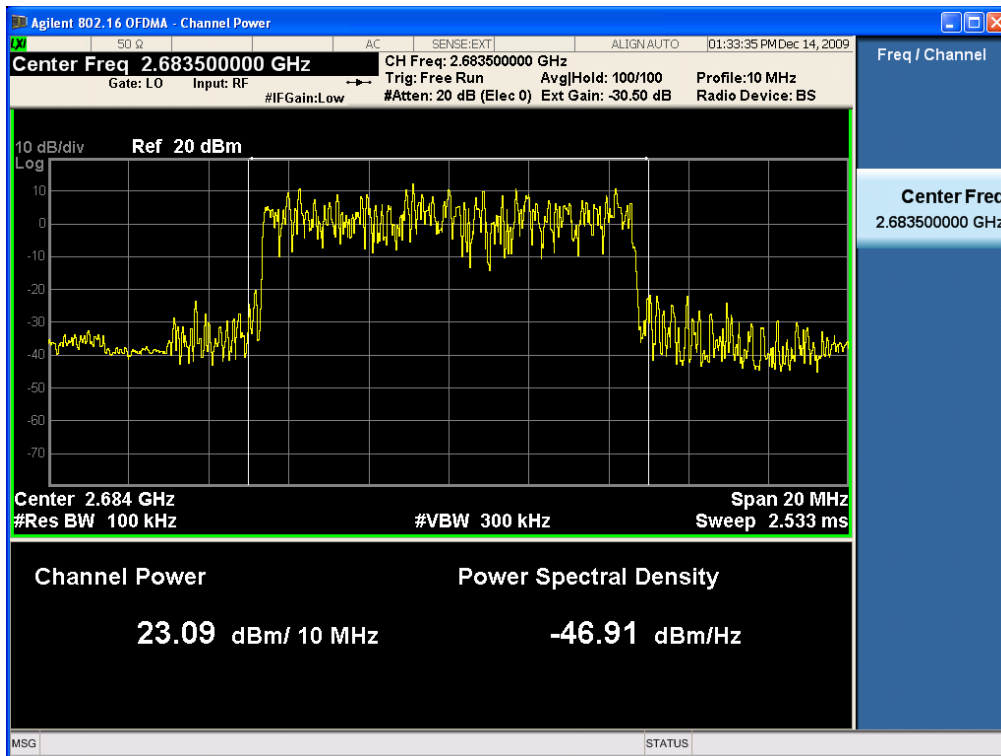 Agilent 802.16 OFDMA - Channel Power
LXI 50 Ω AC SENSE:EXT ALIGN AUTO 01:33:35 PM Dec 14, 2009
Center Freq 2.683500000 GHz
Gate: LO Input: RF
#IFGain:Low
CH Freq: 2.683500000 GHz
Trig: Free Run Avg|Hold: 100/100 Profile:10 MHz
#Atten: 20 dB (Elec 0) Ext Gain: -30.50 dB Radio Device: BS
Freq / Channel
Center Freq
2.683500000 GHz
10 dB/div Ref 20 dBm
Log
10
0
-10
-20
-30
-40
-50
-60
-70
Center 2.684 GHz Span 20 MHz
#Res BW 100 kHz #VBW 300 kHz Sweep 2.533 ms
Channel Power Power Spectral Density
23.09 dBm/ 10 MHz -46.91 dBm/Hz
MSG STATUS